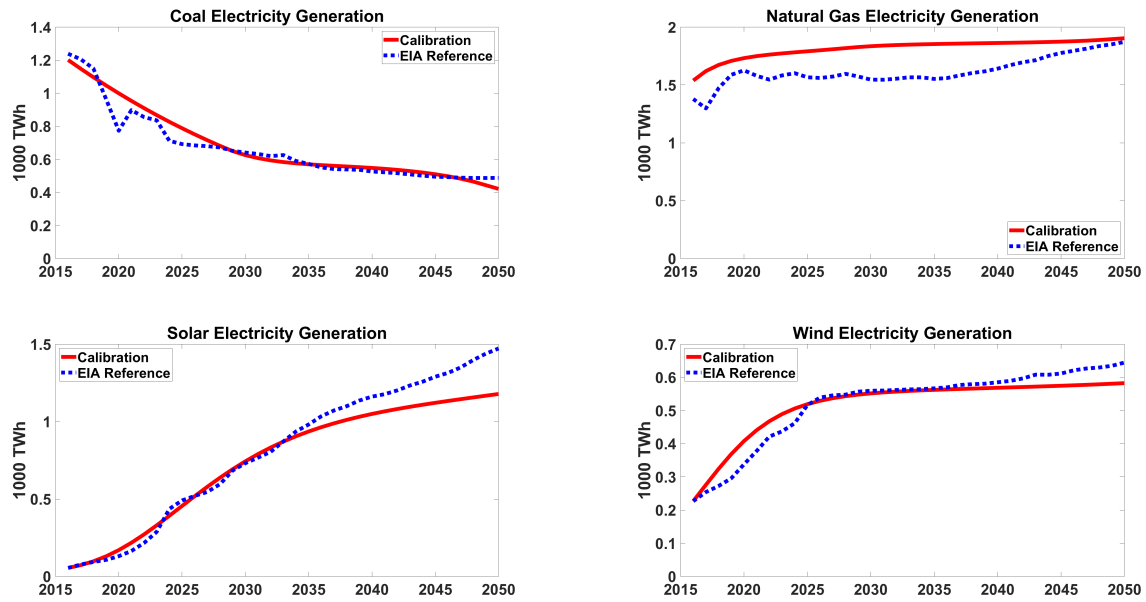 Coal Electricity Generation
1000 TWh
1.4
1.2
1
0.8
0.6
0.4
0.2
0
Calibration
EIA Reference
2015 2020 2025 2030 2035 2040 2045 2050
Natural Gas Electricity Generation
1000 TWh
2
1.5
1
0.5
0
Calibration
EIA Reference
2015 2020 2025 2030 2035 2040 2045 2050
Solar Electricity Generation
1000 TWh
1.5
1
0.5
0
Calibration
EIA Reference
2015 2020 2025 2030 2035 2040 2045 2050
Wind Electricity Generation
1000 TWh
0.7
0.6
0.5
0.4
0.3
0.2
0.1
0
Calibration
EIA Reference
2015 2020 2025 2030 2035 2040 2045 2050